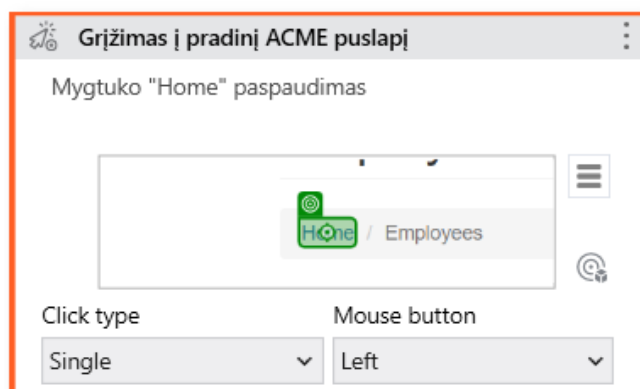 Grįžimas į pradinį ACME puslapį
Mygtuko "Home" paspaudimas
Home / Employees
Click type
Mouse button
Single
Left